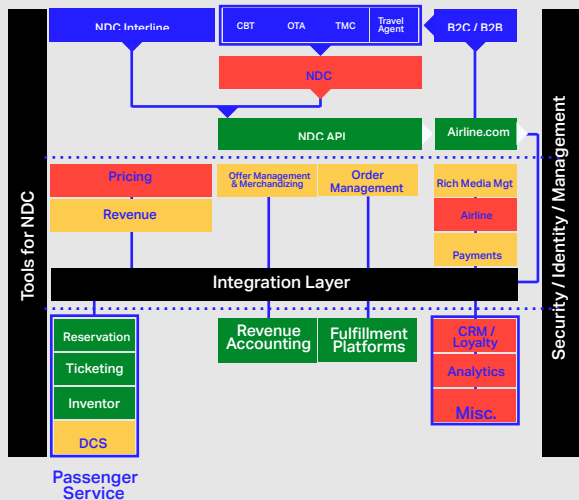 NDC Interline
CBT
OTA
TMC
Travel
Agent
B2C / B2B
NDC
NDC API
Airline.com
Tools for NDC
Security / Identity / Management
Pricing
Revenue
Offer Management
& Merchandizing
Order
Management
Rich Media Mgt
Airline
Payments
Integration Layer
Reservation
Ticketing
Inventor
DCS
Passenger
Service
Revenue
Accounting
Fulfillment
Platforms
CRM /
Loyalty
Analytics
Misc.